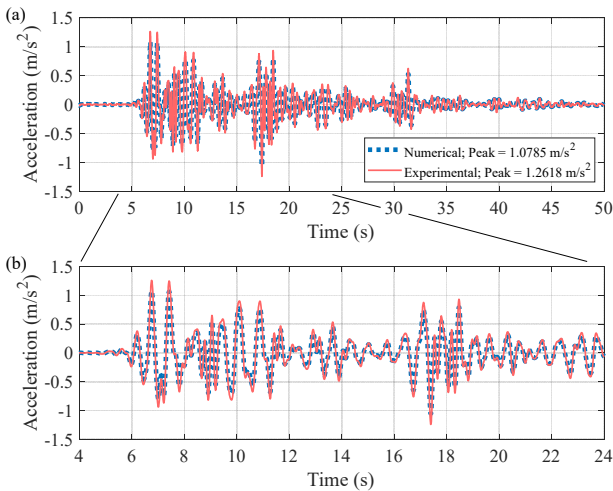 (a)
1.5
1
0.5
0
-0.5
-1
-1.5
Acceleration (m/s²)
Numerical; Peak = 1.0785 m/s²
Experimental; Peak = 1.2618 m/s²
0 5 10 15 20 25 30 35 40 45 50
Time (s)
(b)
1.5
1
0.5
0
-0.5
-1
-1.5
Acceleration (m/s²)
4 6 8 10 12 14 16 18 20 22 24
Time (s)